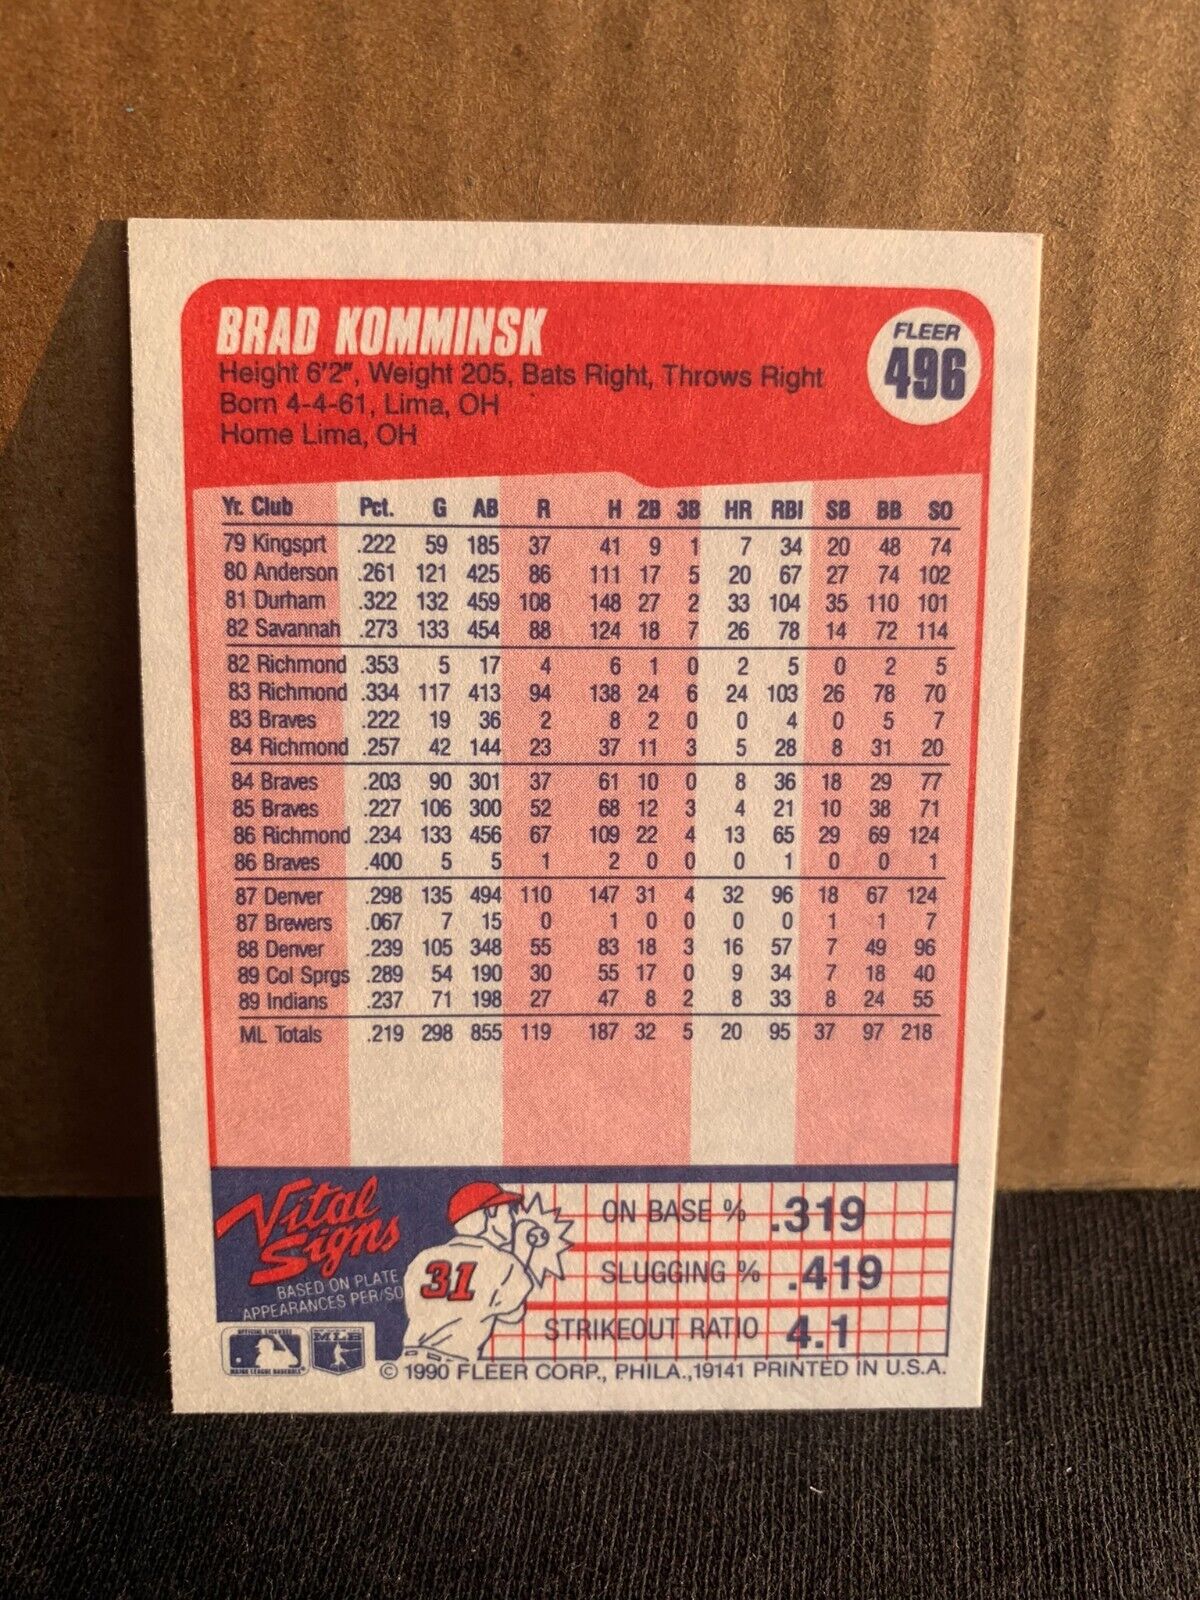 BRAD KOMMINSK
FLEER
496
Height 6'2", Weight 205, Bats Right, Throws Right
Born 4-4-61, Lima, OH
Home Lima, OH
Yr. Club Pct. G AB R H 2B 3B HR RBI SB BB SO
79 Kingsprt .222 59 185 37 41 9 1 7 34 20 48 74
80 Anderson .261 121 425 86 111 17 5 20 67 27 74 102
81 Durham .322 132 459 108 148 27 2 33 104 35 110 101
82 Savannah .273 133 454 88 124 18 7 26 78 14 72 114
82 Richmond .353 5 17 4 6 1 0 2 5 0 2 5
83 Richmond .334 117 413 94 138 24 6 24 103 26 78 70
83 Braves .222 19 36 2 8 2 0 0 4 0 5 7
84 Richmond .257 42 144 23 37 11 3 5 28 8 31 20
84 Braves .203 90 301 37 61 10 0 8 36 18 29 77
85 Braves .227 106 300 52 68 12 3 4 21 10 38 71
86 Richmond .234 133 456 67 109 22 4 13 65 29 69 124
86 Braves .400 5 5 1 2 0 0 0 1 0 0 1
87 Denver .298 135 494 110 147 31 4 32 96 18 67 124
87 Brewers .067 7 15 0 1 0 0 0 0 1 1 7
88 Denver .239 105 348 55 83 18 3 16 57 7 49 96
89 Col Sprgs .289 54 190 30 55 17 0 9 34 7 18 40
89 Indians .237 71 198 27 47 8 2 8 33 8 24 55
ML Totals .219 298 855 119 187 32 5 20 95 37 97 218
Vital
Signs
BASED ON PLATE
APPEARANCES PER/SO
31
ON BASE % .319
SLUGGING % .419
STRIKEOUT RATIO 4.1
OFFICIAL LICENSEE
MAJOR LEAGUE BASEBALL
MLB
© 1990 FLEER CORP., PHILA.,19141 PRINTED IN U.S.A.